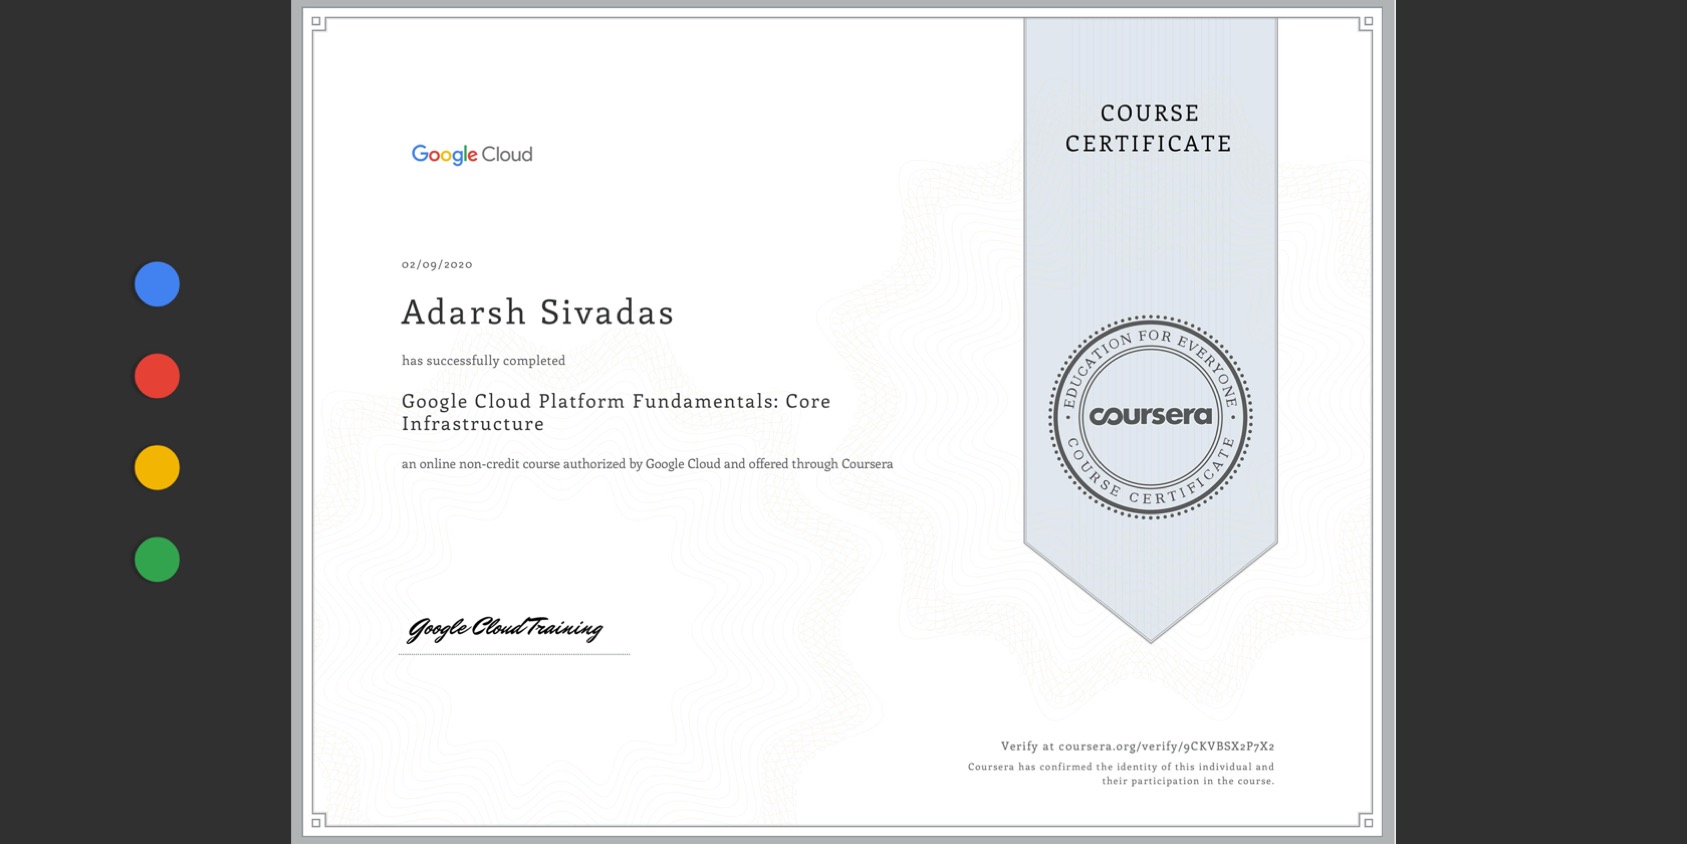 COURSE
CERTIFICATE
Google Cloud
02/09/2020
Adarsh Sivadas
has successfully completed
Google Cloud Platform Fundamentals: Core
Infrastructure
an online non-credit course authorized by Google Cloud and offered through Coursera
EDUCATION FOR EVERYONE
coursera
COURSE CERTIFICATE
Google Cloud Training
Verify at coursera.org/verify/9CKVBSX2P7X2
Coursera has confirmed the identity of this individual and
their participation in the course.